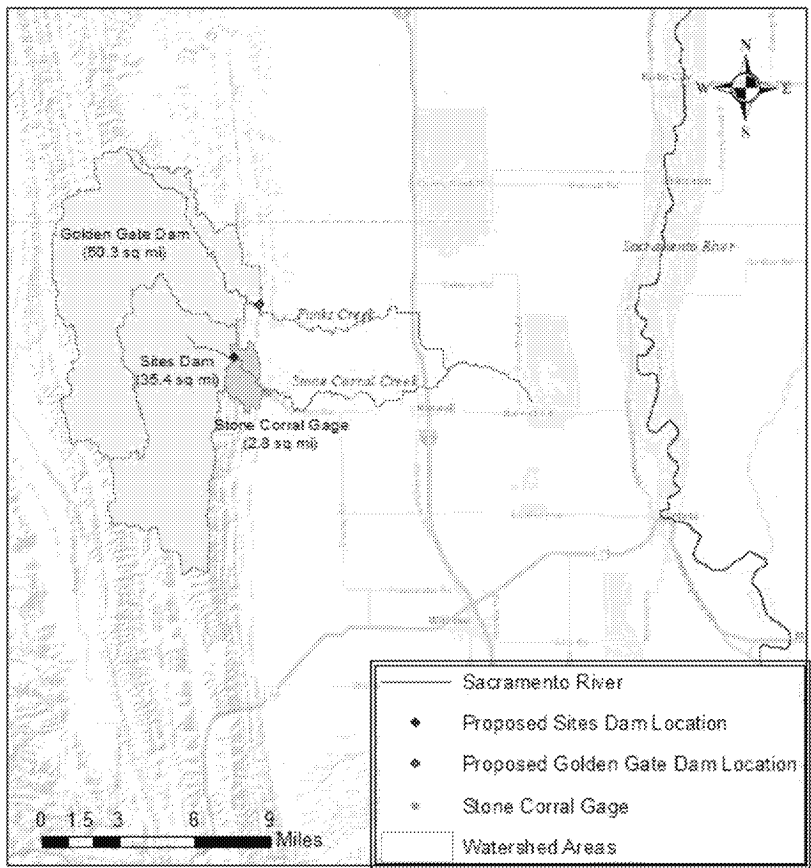 N
W E
S
Golden Gate Dam
(50.3 sq mi)
Sacramento River
Funks Creek
Sites Dam
(35.4 sq mi)
Stone Corral Creek
Stone Corral Gage
(2.8 sq mi)
Sacramento River
Proposed Sites Dam Location
Proposed Golden Gate Dam Location
Stone Corral Gage
Watershed Areas
0 1.5 3 6 9
Miles